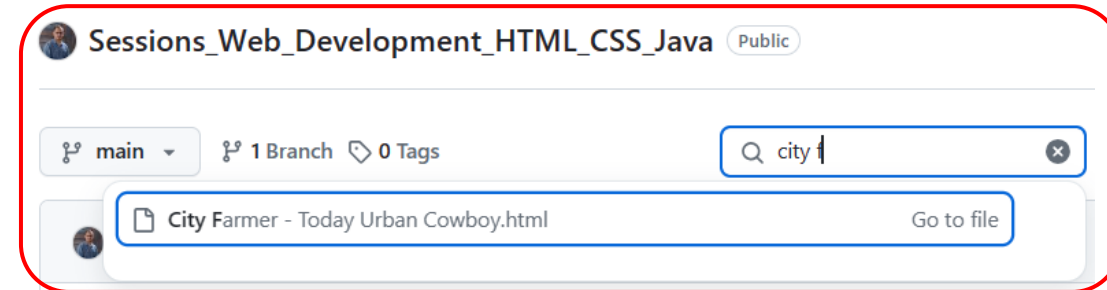 Sessions_Web_Development_HTML_CSS_Java Public
main 1 Branch 0 Tags city f
City Farmer - Today Urban Cowboy.html Go to file